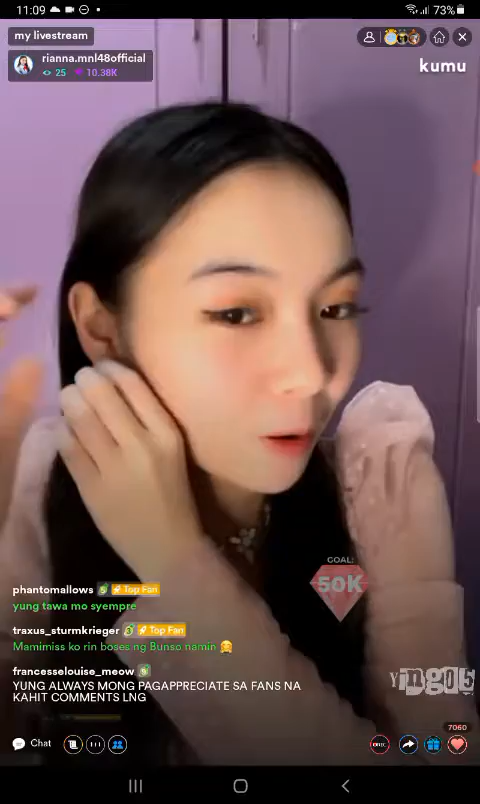 11:09
73%
my livestream
rianna.mnl48official
25 10.38K
kumu
GOAL:
50K
phantomallows Top Fan
yung tawa mo syempre
traxus_sturmkrieger Top Fan
Mamimiss ko rin boses ng Bunso namin
francesselouise_meow
YUNG ALWAYS MONG PAGAPPRECIATE SA FANS NA
KAHIT COMMENTS LNG
Chat
7060